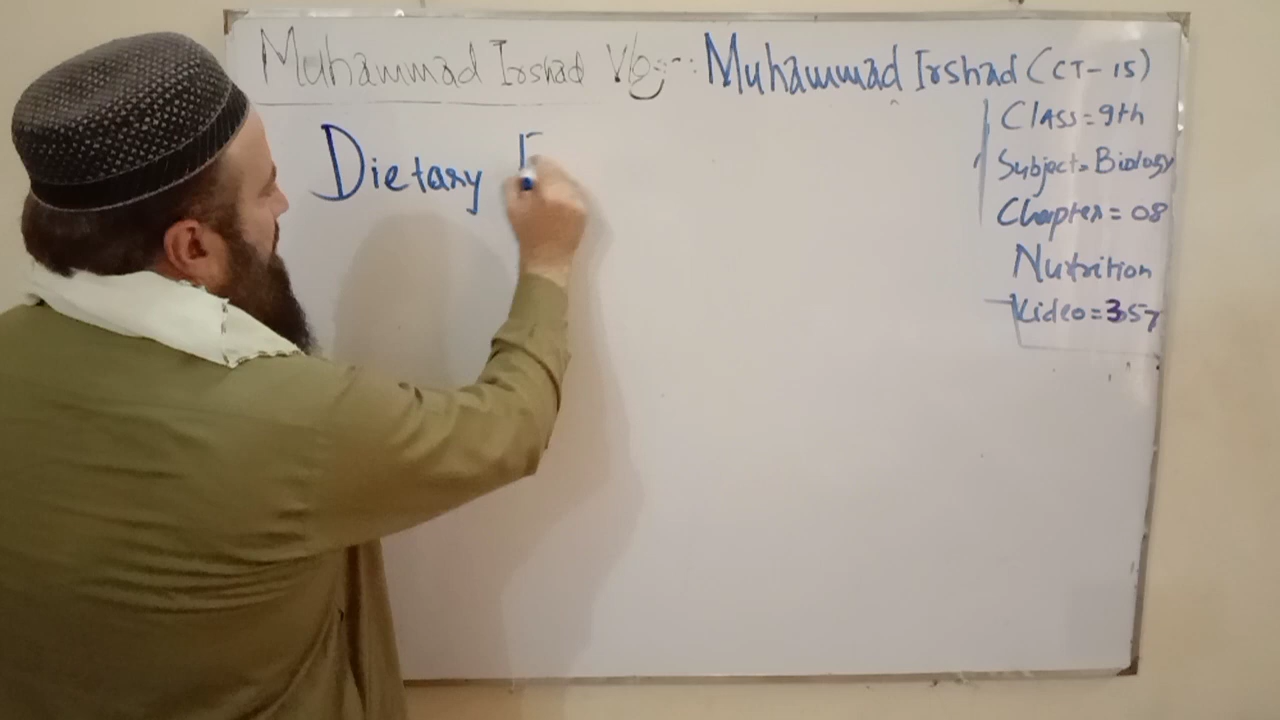 Muhammad Irshad Vlog:-- Muhammad Irshad (CT-15)
Class=9th
Subject=Biology
Chapter=08
Nutrition
Video=357
Dietary F